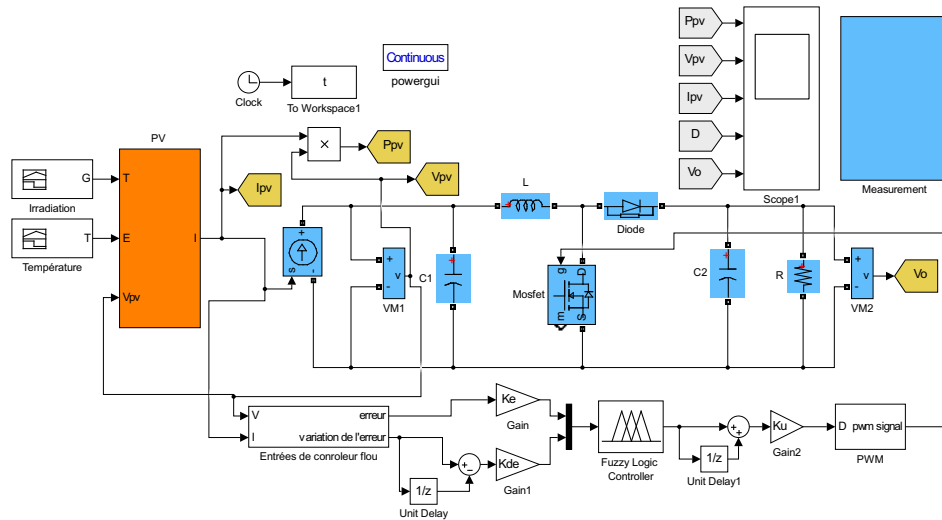 Continuous
powergui
t
Clock
To Workspace1
Ppv
Vpv
Ipv
D
Vo
Scope1
Measurement
PV
G
T
Irradiation
T
E
Température
I
Vpv
×
Ppv
Ipv
Vpv
s
+
-
+
-
v
VM1
+
C1
L
+
Diode
g
D
m
S
Mosfet
+
C2
R
+
+
-
v
VM2
Vo
V
I
erreur
variation de l'erreur
Entrées de conroleur flou
1/z
Unit Delay
+
−
Ke
Gain
Kde
Gain1
Fuzzy Logic
Controller
1/z
Unit Delay1
+
+
Ku
Gain2
D pwm signal
PWM